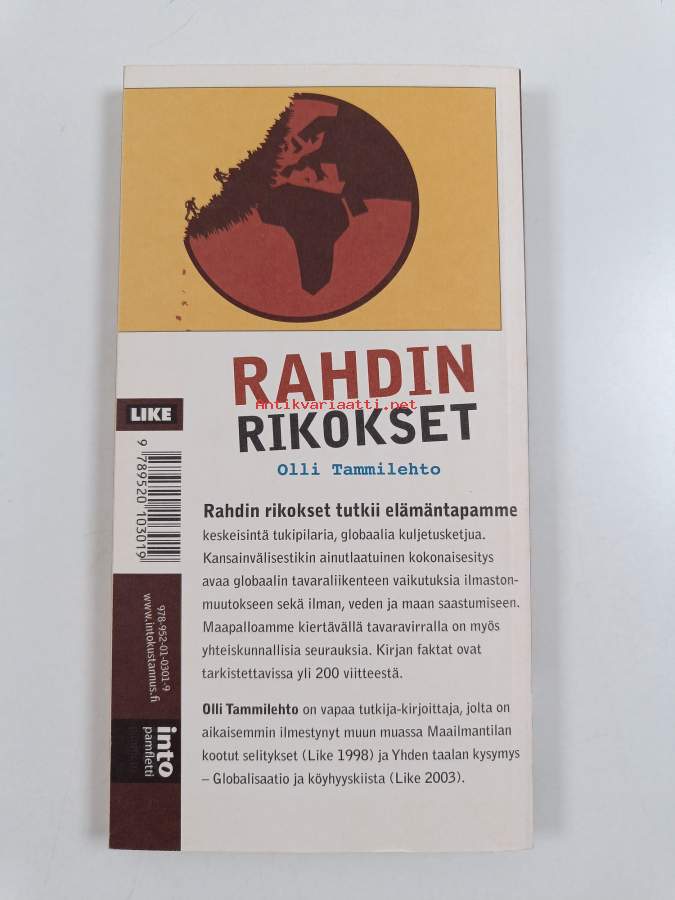 RAHDIN
Antikvariaatti.net
RIKOKSET
Olli Tammilehto
LIKE
9 789520 103019
978-952-01-0301-9
www.intokustannus.fi
into
pamfletti
Rahdin rikokset tutkii elämäntapamme
keskeisintä tukipilaria, globaalia kuljetusketjua.
Kansainvälisestikin ainutlaatuinen kokonaisesitys
avaa globaalin tavaraliikenteen vaikutuksia ilmaston-
muutokseen sekä ilman, veden ja maan saastumiseen.
Maapalloamme kiertävällä tavaravirralla on myös
yhteiskunnallisia seurauksia. Kirjan faktat ovat
tarkistettavissa yli 200 viitteestä.
Olli Tammilehto on vapaa tutkija-kirjoittaja, jolta on
aikaisemmin ilmestynyt muun muassa Maailmantilan
kootut selitykset (Like 1998) ja Yhden taalan kysymys
– Globalisaatio ja köyhyyskiista (Like 2003).